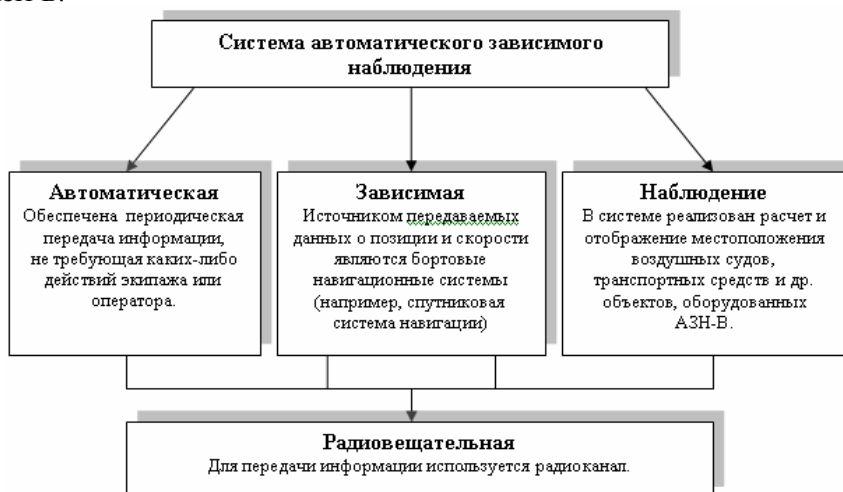 Система автоматического зависимого
наблюдения
Автоматическая
Обеспечена периодическая
передача информации,
не требующая каких-либо
действий экипажа или
оператора.
Зависимая
Источником передаваемых
данных о позиции и скорости
являются бортовые
навигационные системы
(например, спутниковая
система навигации)
Наблюдение
В системе реализован расчет и
отображение местоположения
воздушных судов,
транспортных средств и др.
объектов, оборудованных
АЗН-В.
Радиовещательная
Для передачи информации используется радиоканал.